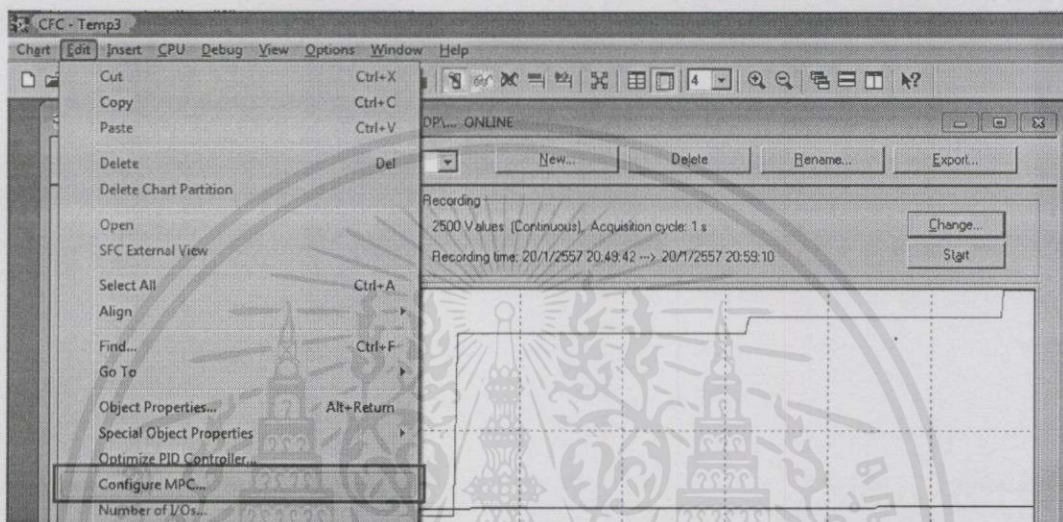 CFC - Temp3
Chart Edit Insert CPU Debug View Options Window Help
4
Cut Ctrl+X
Copy Ctrl+C
Paste Ctrl+V
Delete Del
Delete Chart Partition
Open
SFC External View
Select All Ctrl+A
Align
Find... Ctrl+F
Go To
Object Properties... Alt+Return
Special Object Properties
Optimize PID Controller...
Configure MPC...
Number of I/Os...
DP\... ONLINE
New... Delete Rename... Export...
Recording
2500 Values (Continuous), Acquisition cycle: 1 s
Change...
Recording time: 20/1/2557 20:49:42 ---> 20/1/2557 20:59:10
Start